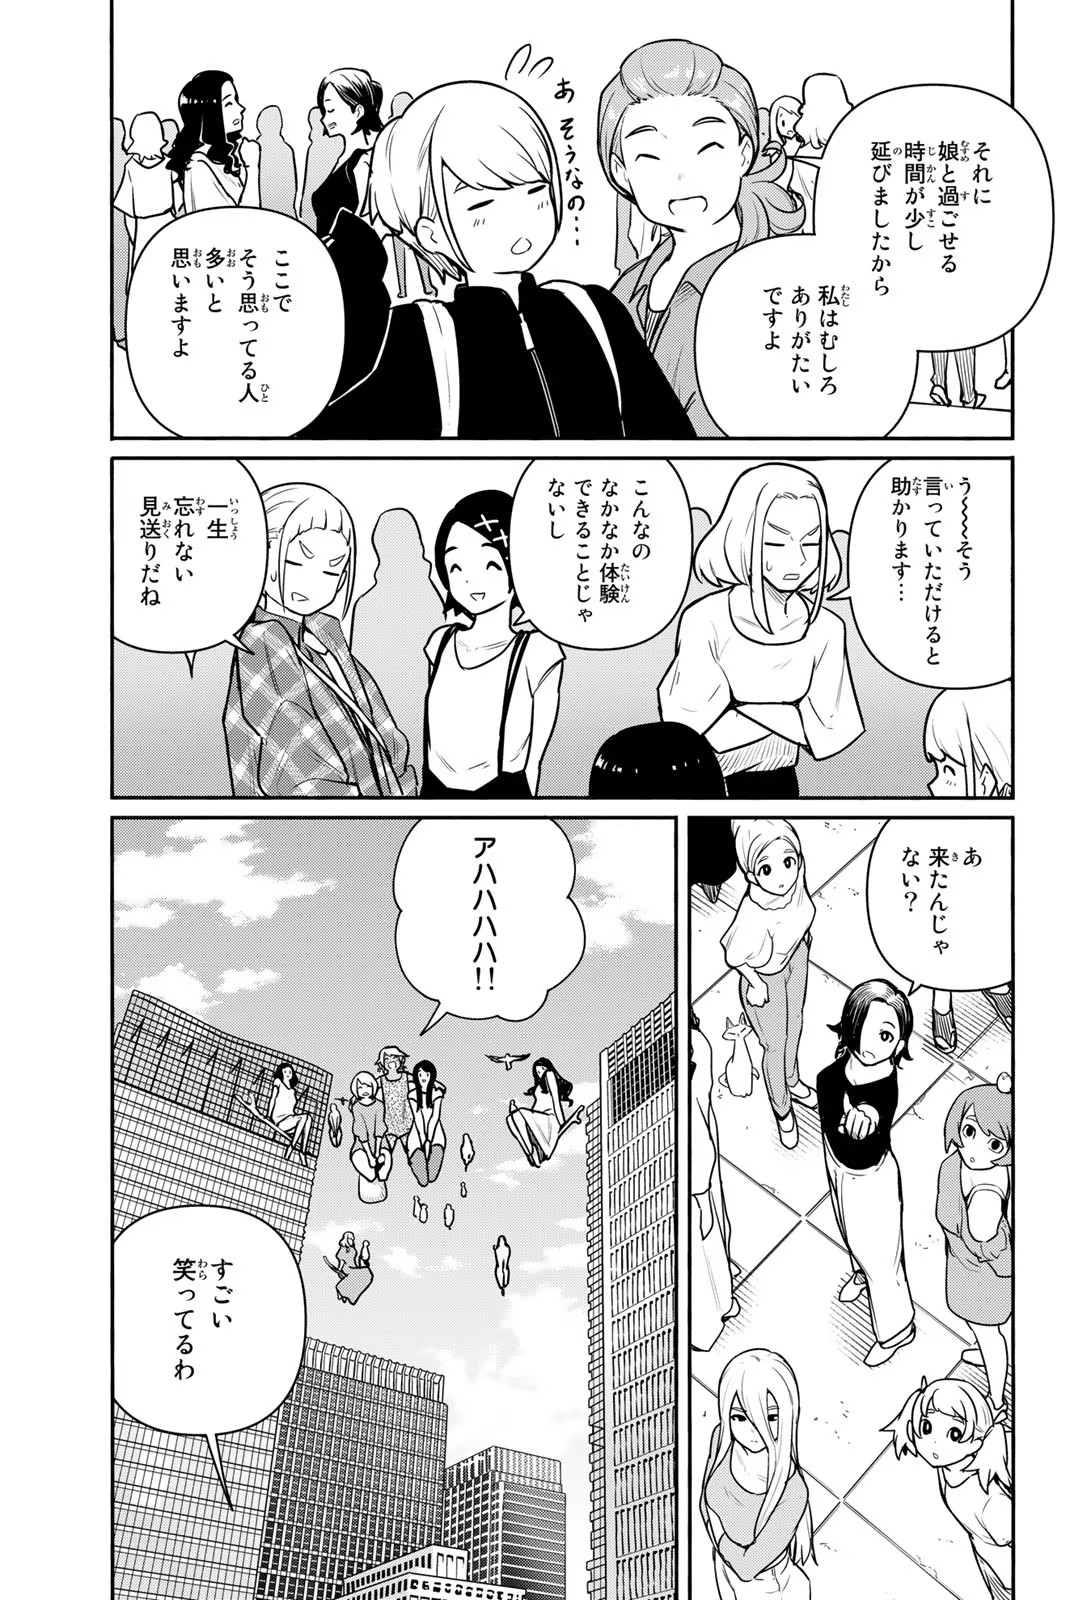 それに
娘と過ごせる
時間が少し
延びましたから
私はむしろ
ありがたい
ですよ
あ そうなの…
ここで
そう思ってる人
多いと
思いますよ
う〜〜そう
言っていただけると
助かります…
こんなの
なかなか体験
できることじゃ
ないし
一生
忘れない
見送りだね
あ
来たんじゃ
ない?
アハハハハ!!
すごい
笑ってるわ